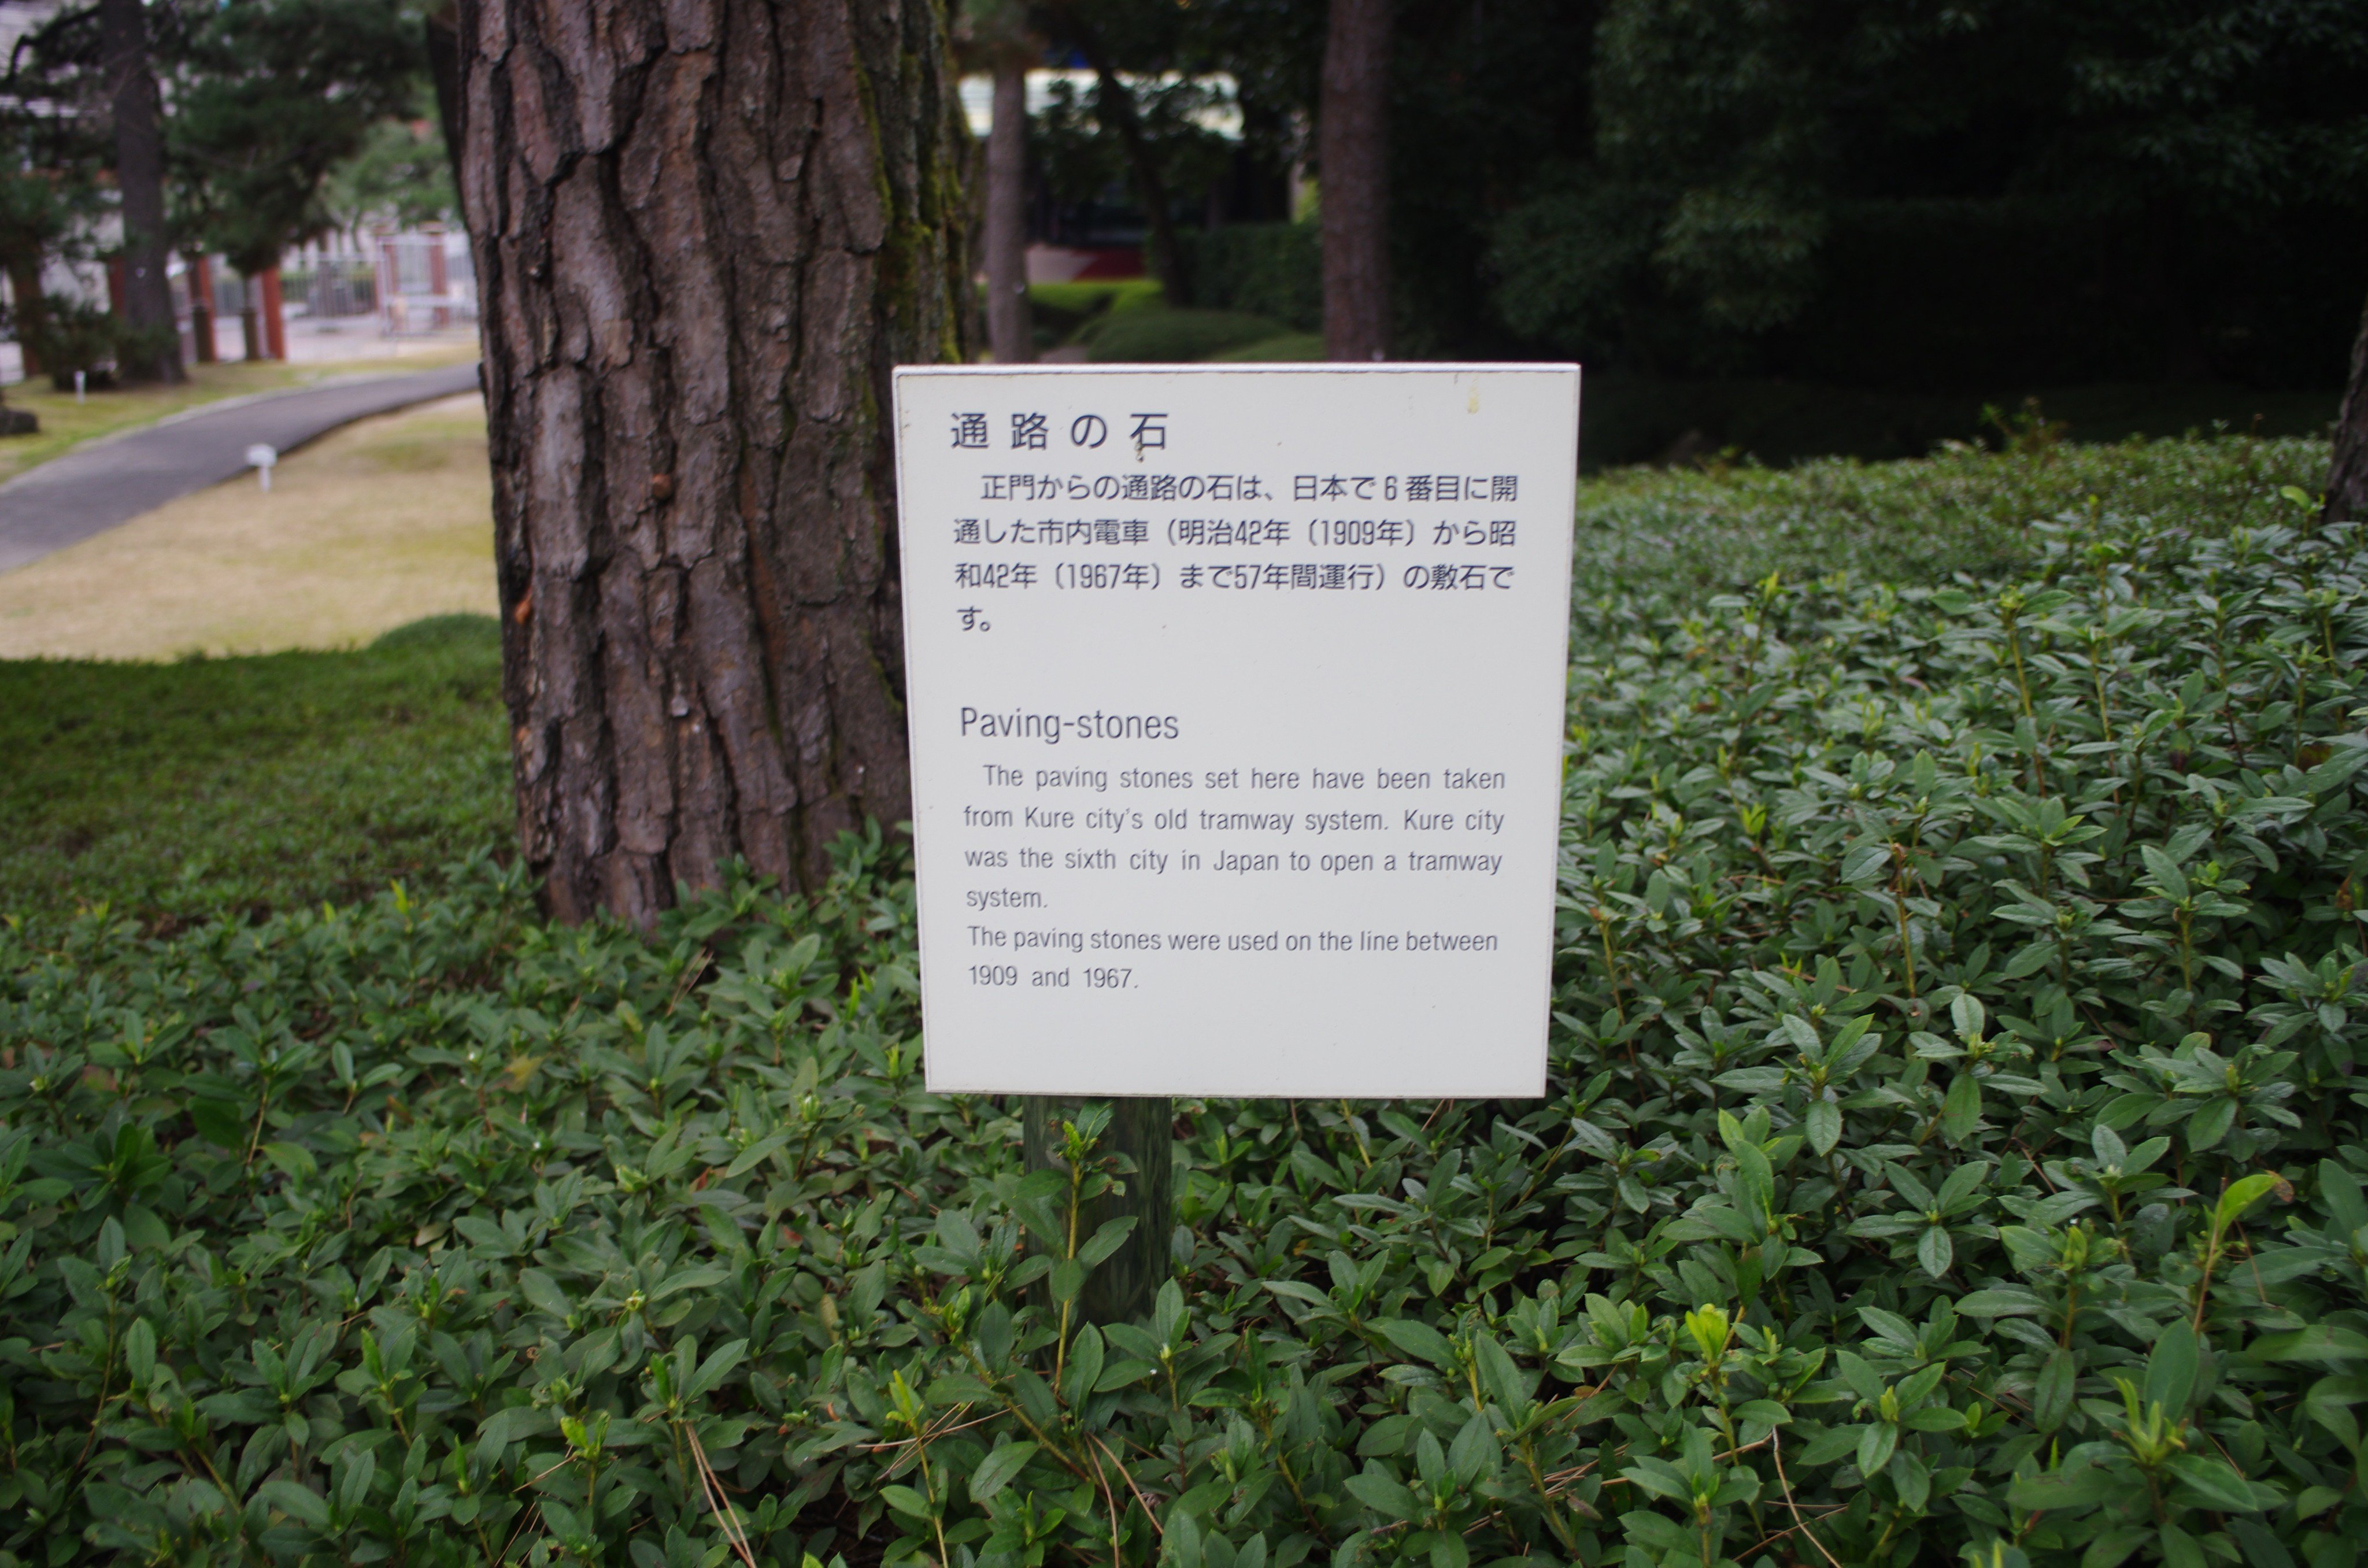 通路の石
正門からの通路の石は、日本で6番目に開
通した市内電車（明治42年（1909年）から昭
和42年（1967年）まで57年間運行）の敷石で
す。
Paving-stones
The paving stones set here have been taken
from Kure city's old tramway system. Kure city
was the sixth city in Japan to open a tramway
system.
The paving stones were used on the line between
1909 and 1967.